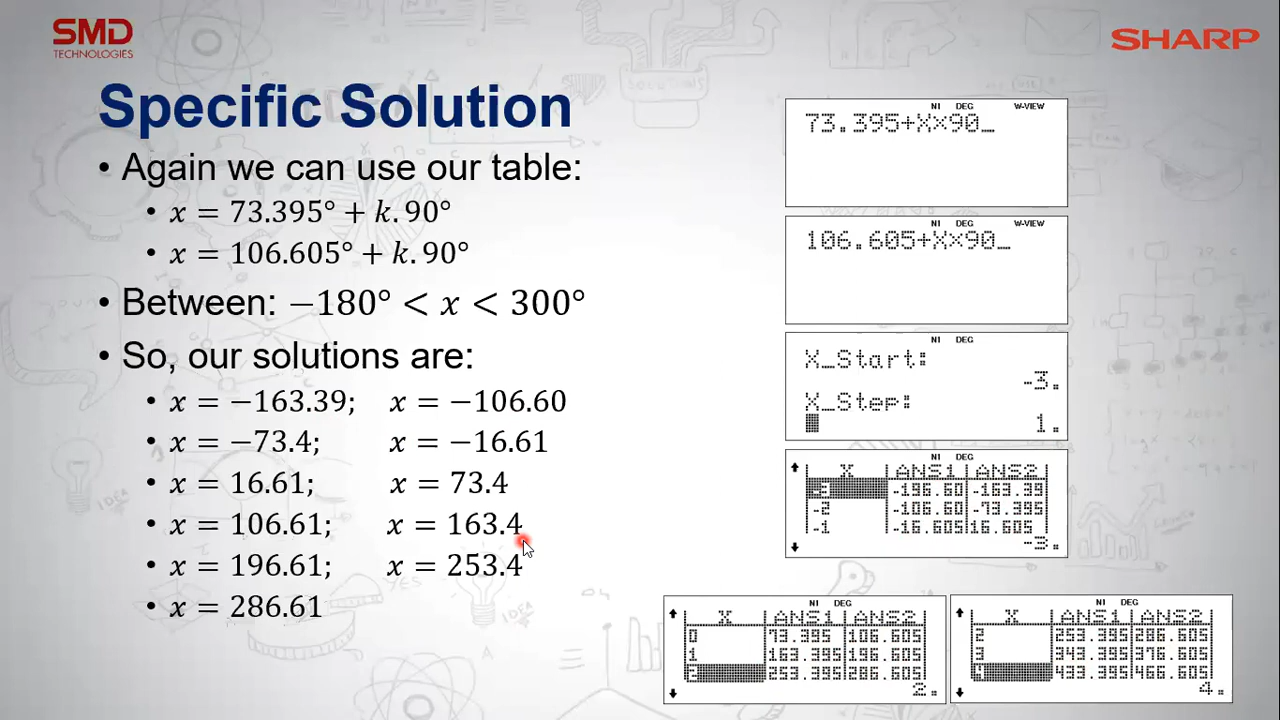 SMD
TECHNOLOGIES
SHARP
Specific Solution
• Again we can use our table:
• x = 73.395° + k. 90°
• x = 106.605° + k. 90°
• Between: −180° < x < 300°
• So, our solutions are:
• x = −163.39; x = −106.60
• x = −73.4; x = −16.61
• x = 16.61; x = 73.4
• x = 106.61; x = 163.4
• x = 196.61; x = 253.4
• x = 286.61
N1 DEG W-VIEW
73.395+X×90_
N1 DEG W-VIEW
106.605+X×90_
N1 DEG
X_Start:
-3.
X_Step:
1.
N1 DEG
X ANS1 ANS2
-3 -196.60 -163.39
-2 -106.60 -73.395
-1 -16.605 16.605
-3.
N1 DEG
X ANS1 ANS2
0 73.395 106.605
1 163.395 196.605
2 253.395 286.605
2.
N1 DEG
X ANS1 ANS2
2 253.395 286.605
3 343.395 376.605
4 433.395 466.605
4.